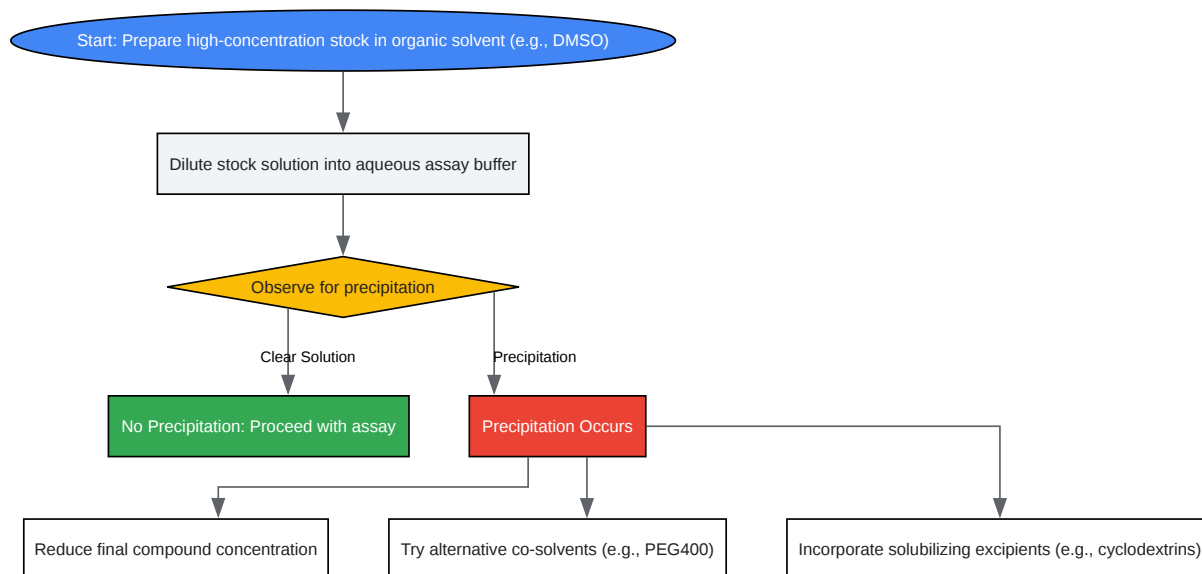 Start: Prepare high-concentration stock in organic solvent (e.g., DMSO)
Dilute stock solution into aqueous assay buffer
Observe for precipitation
Clear Solution
Precipitation
No Precipitation: Proceed with assay
Precipitation Occurs
Reduce final compound concentration
Try alternative co-solvents (e.g., PEG400)
Incorporate solubilizing excipients (e.g., cyclodextrins)